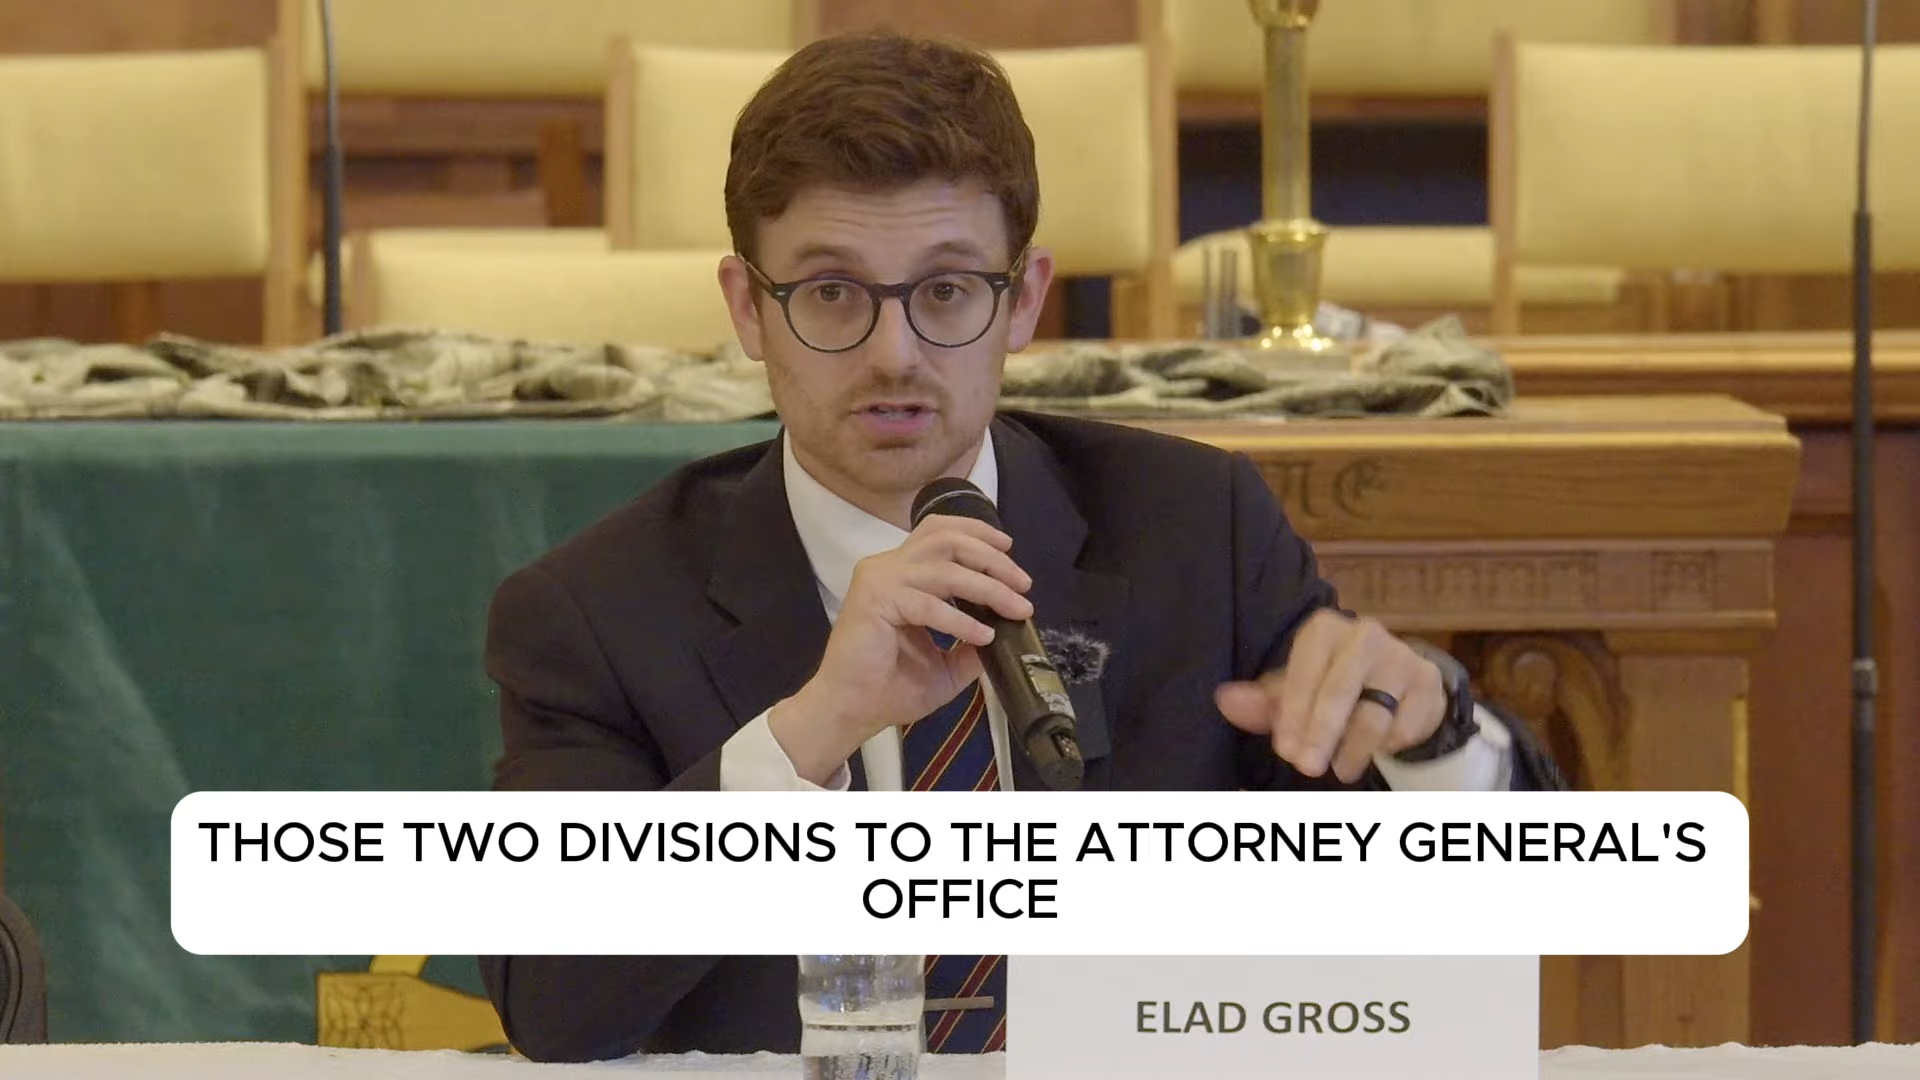 THOSE TWO DIVISIONS TO THE ATTORNEY GENERAL'S
OFFICE
ELAD GROSS